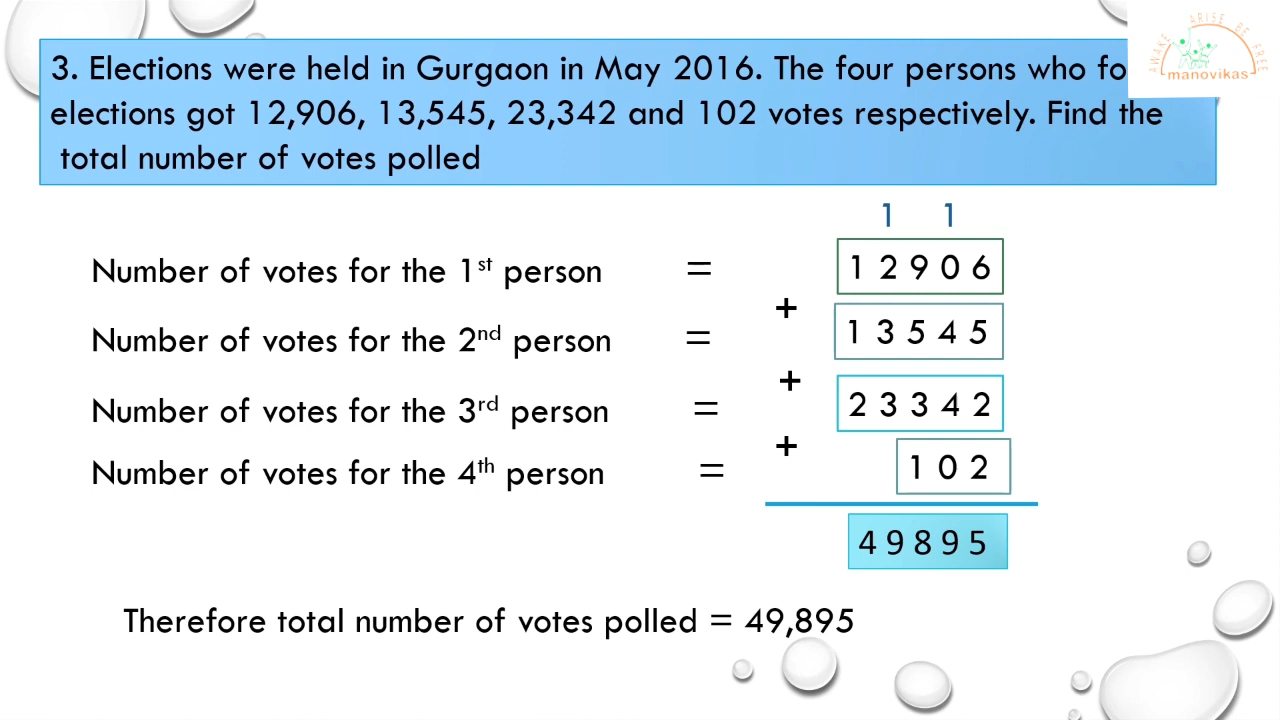 3. Elections were held in Gurgaon in May 2016. The four persons who
elections got 12,906, 13,545, 23,342 and 102 votes respectively. Find the
total number of votes polled
AWAKE ARISE BE FREE
manovikas
1 1
Number of votes for the 1st person = 1 2 9 0 6
+
Number of votes for the 2nd person = 1 3 5 4 5
+
Number of votes for the 3rd person = 2 3 3 4 2
+
Number of votes for the 4th person = 1 0 2
4 9 8 9 5
Therefore total number of votes polled = 49,895